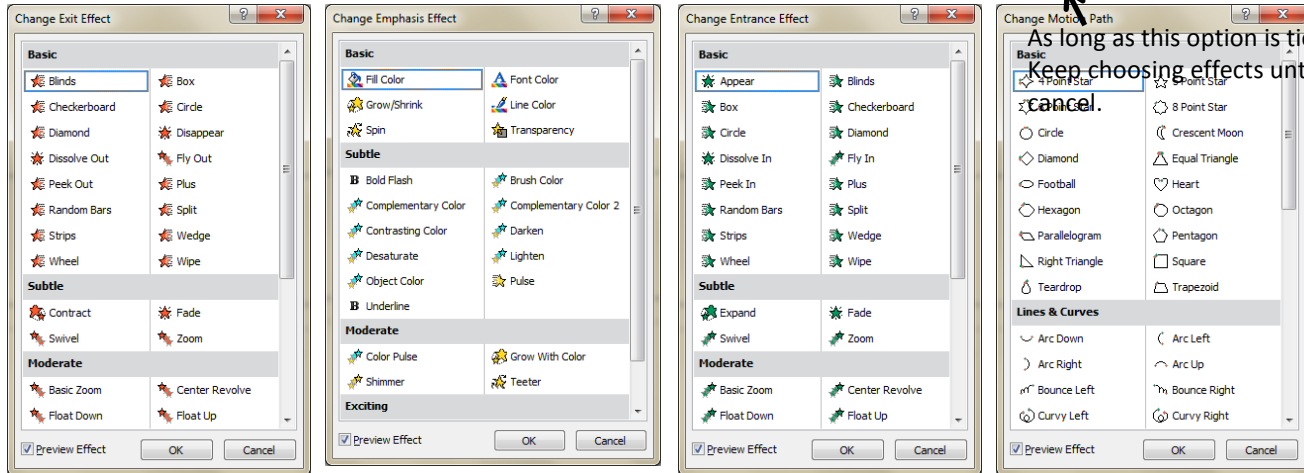 Change Exit Effect
Basic
Blinds Box
Checkerboard Circle
Diamond Disappear
Dissolve Out Fly Out
Peek Out Plus
Random Bars Split
Strips Wedge
Wheel Wipe
Subtle
Contract Fade
Swivel Zoom
Moderate
Basic Zoom Center Revolve
Float Down Float Up
Preview Effect OK Cancel
Change Emphasis Effect
Basic
Fill Color Font Color
Grow/Shrink Line Color
Spin Transparency
Subtle
Bold Flash Brush Color
Complementary Color Complementary Color 2
Contrasting Color Darken
Desaturate Lighten
Object Color Pulse
Underline
Moderate
Color Pulse Grow With Color
Shimmer Teeter
Exciting
Preview Effect OK Cancel
Change Entrance Effect
Basic
Appear Blinds
Box Checkerboard
Circle Diamond
Dissolve In Fly In
Peek In Plus
Random Bars Split
Strips Wedge
Wheel Wipe
Subtle
Expand Fade
Swivel Zoom
Moderate
Basic Zoom Center Revolve
Float Down Float Up
Preview Effect OK Cancel
Change Motion Path
As long as this option is
Keep choosing effects
cancel.
Basic
4 Point Star 5 Point Star
6 Point Star 8 Point Star
Circle Crescent Moon
Diamond Equal Triangle
Football Heart
Hexagon Octagon
Parallelogram Pentagon
Right Triangle Square
Teardrop Trapezoid
Lines & Curves
Arc Down Arc Left
Arc Right Arc Up
Bounce Left Bounce Right
Curvy Left Curvy Right
Preview Effect OK Cancel